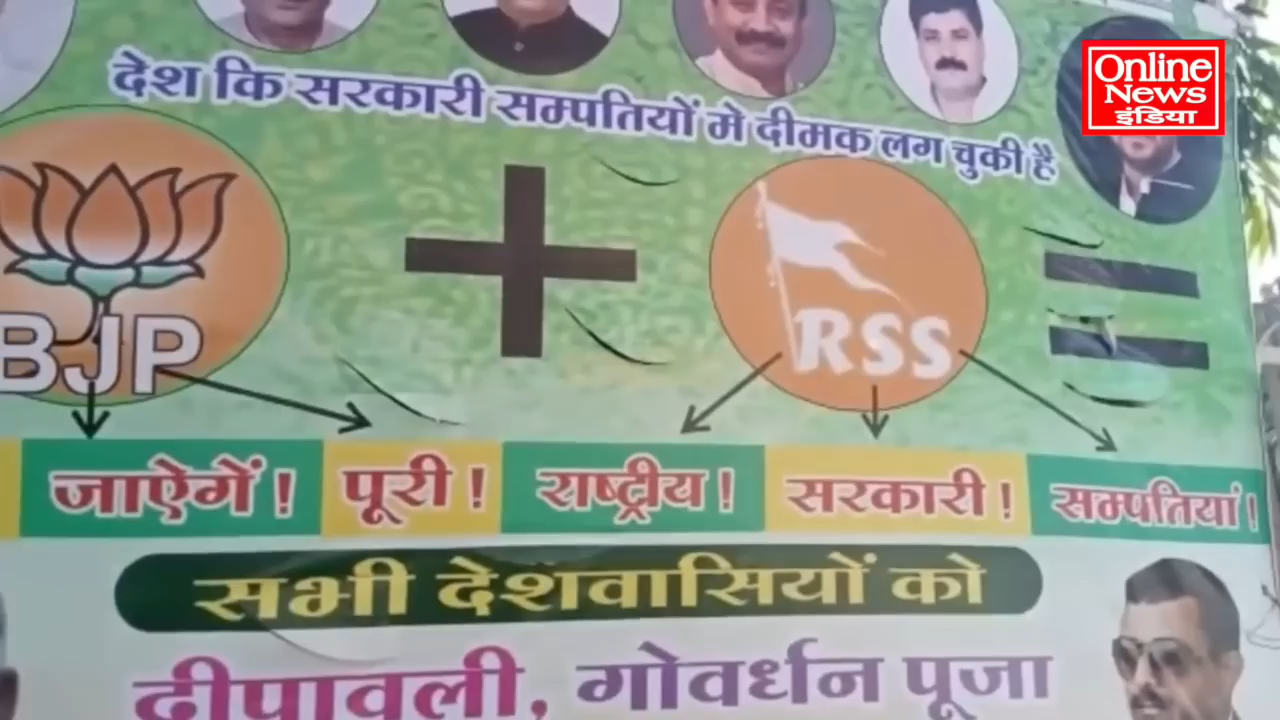 Online
News
इंडिया
देश कि सरकारी सम्पतियों मे दीमक लग चुकी है
BJP
+
RSS
=
जाऐगें! पूरी! राष्ट्रीय! सरकारी! सम्पतियां!
सभी देशवासियों को
दीपावली, गोवर्धन पूजा